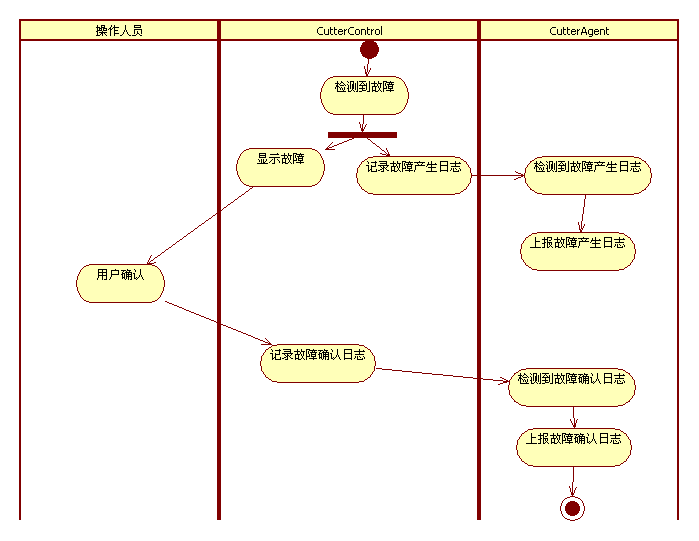 操作人员
CutterControl
CutterAgent
检测到故障
显示故障
记录故障产生日志
检测到故障产生日志
上报故障产生日志
用户确认
记录故障确认日志
检测到故障确认日志
上报故障确认日志